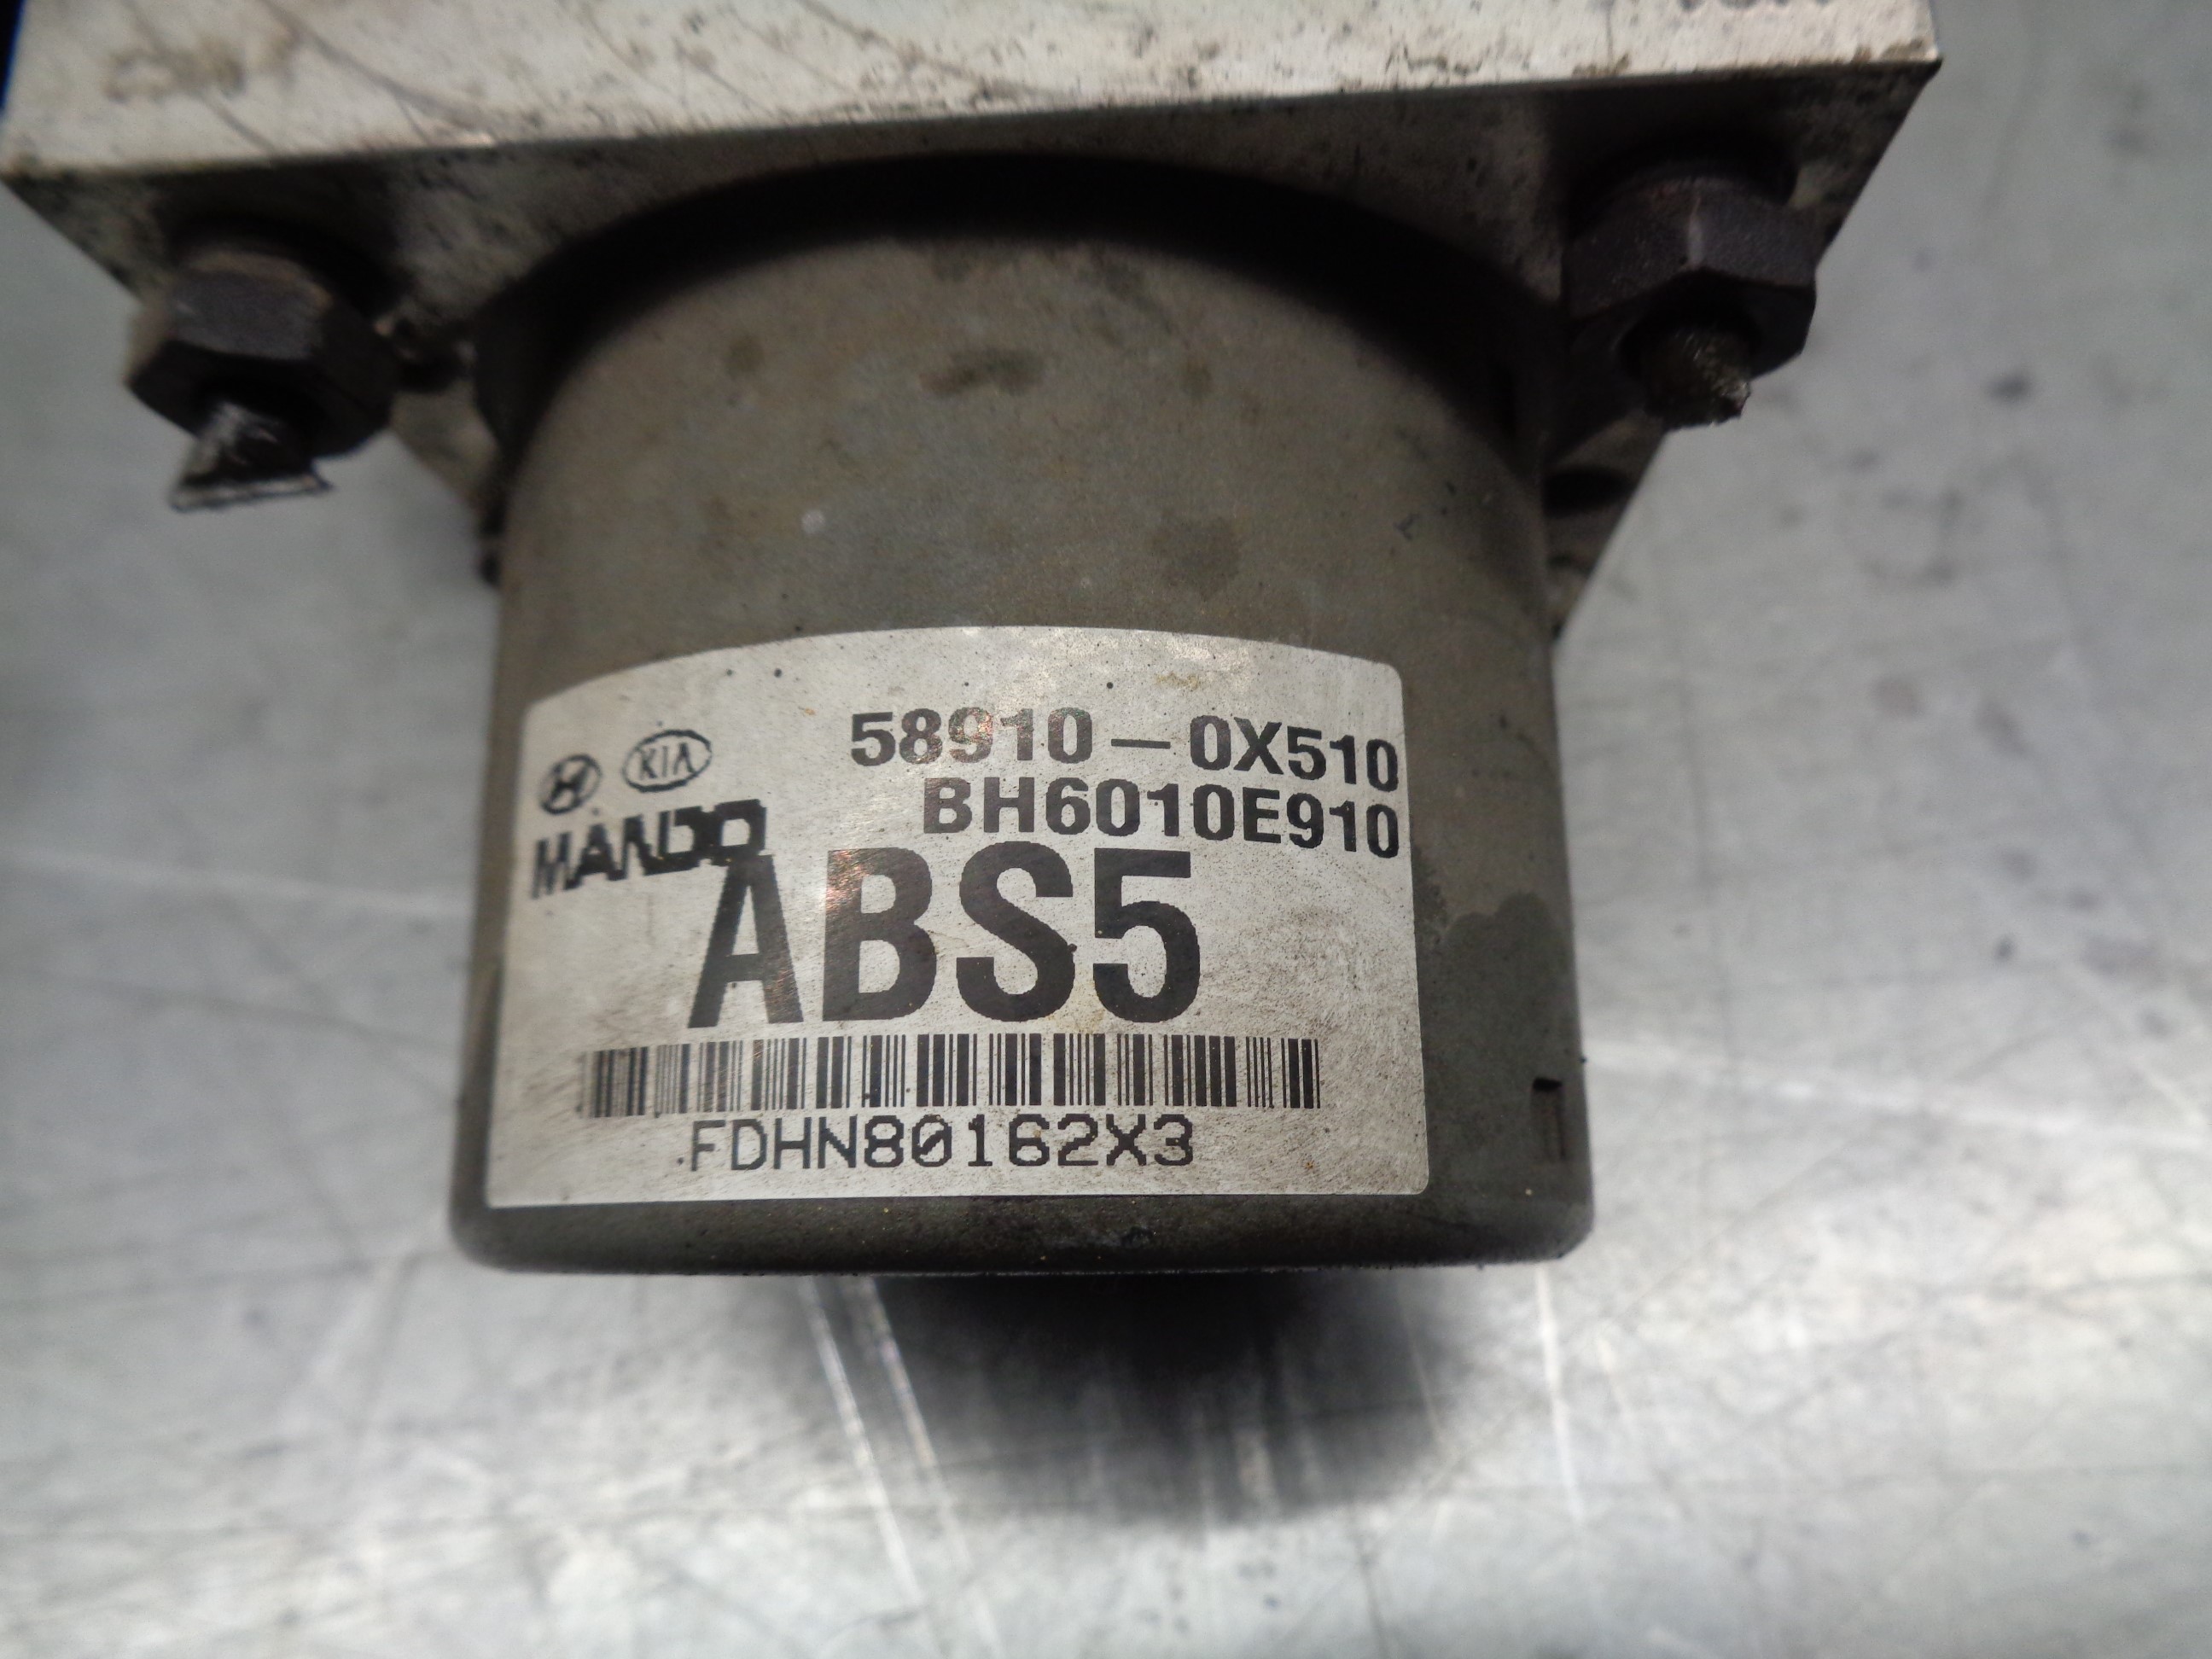 58910-0X510
KIA
BH6010E910
MANDO
ABS5
FDHN80162X3